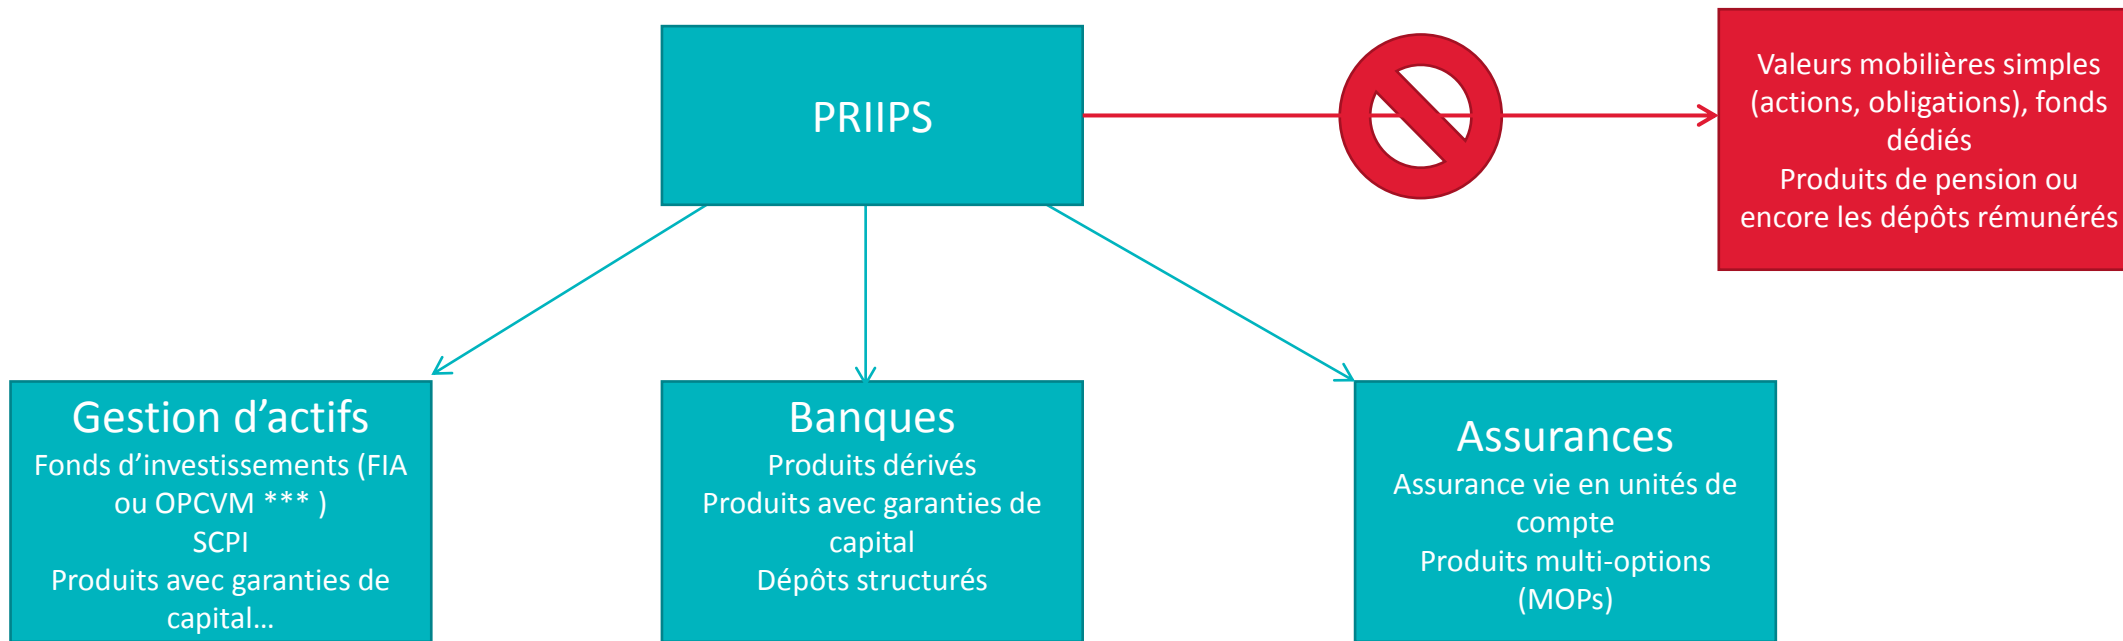 PRIIPS
Valeurs mobilières simples
(actions, obligations), fonds
dédiés
Produits de pension ou
encore les dépôts rémunérés
Gestion d’actifs
Fonds d’investissements (FIA
ou OPCVM *** )
SCPI
Produits avec garanties de
capital…
Banques
Produits dérivés
Produits avec garanties de
capital
Dépôts structurés
Assurances
Assurance vie en unités de
compte
Produits multi-options
(MOPs)